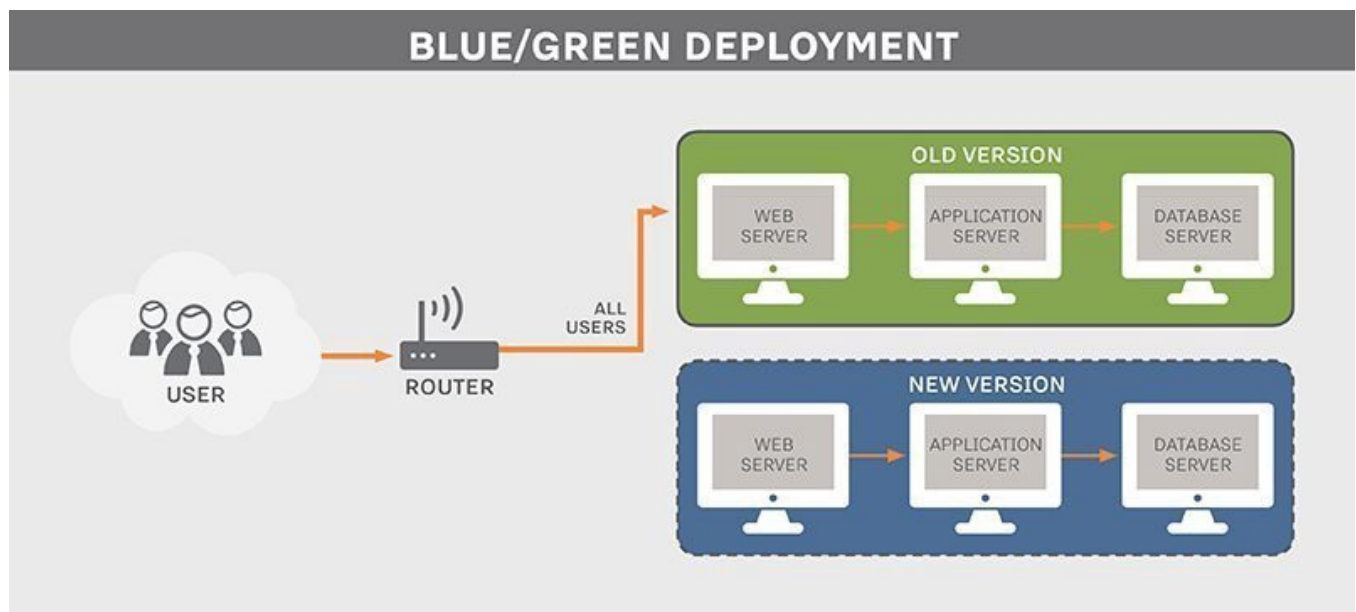 BLUE/GREEN DEPLOYMENT
OLD VERSION
WEB
SERVER
APPLICATION
SERVER
DATABASE
SERVER
ALL
USERS
USER
ROUTER
NEW VERSION
WEB
SERVER
APPLICATION
SERVER
DATABASE
SERVER